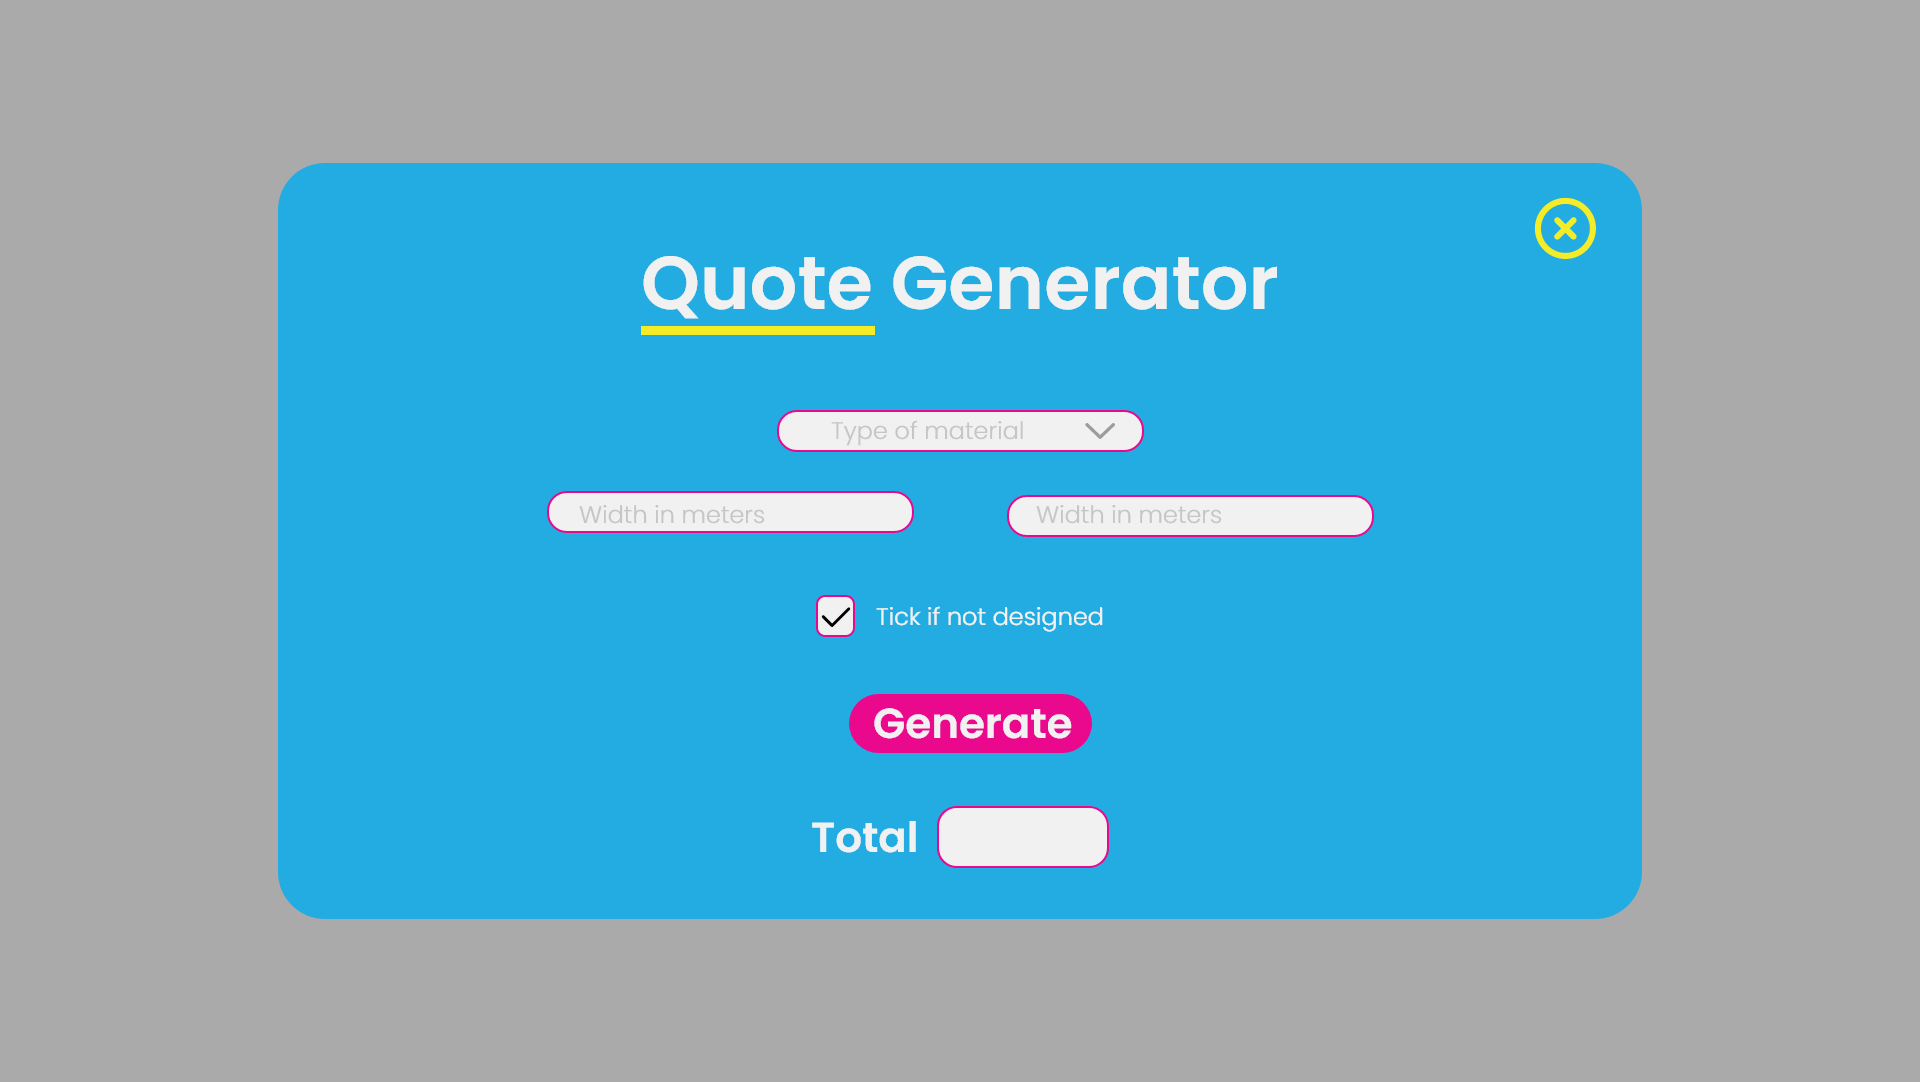 Quote Generator
Type of material
Width in meters
Width in meters
Tick if not designed
Generate
Total